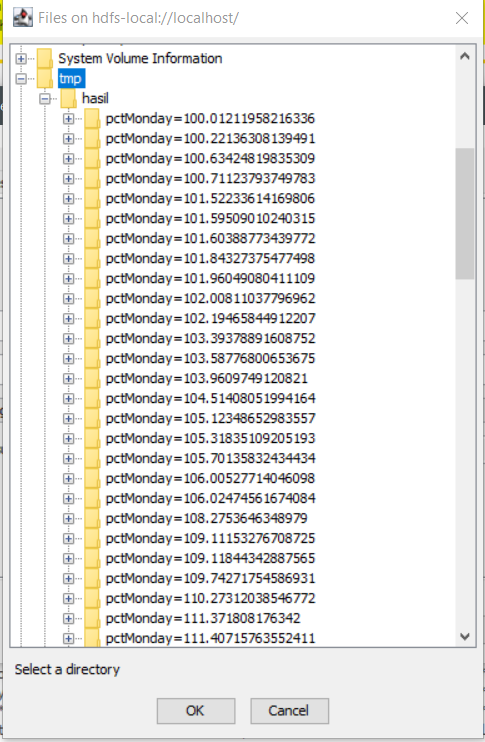 Files on hdfs-local://localhost/
System Volume Information
tmp
hasil
pctMonday=100.01211958216336
pctMonday=100.22136308139491
pctMonday=100.63424819835309
pctMonday=100.71123793749783
pctMonday=101.52233614169806
pctMonday=101.59509010240315
pctMonday=101.60388773439772
pctMonday=101.84327375477498
pctMonday=101.96049080411109
pctMonday=102.00811037796962
pctMonday=102.19465844912207
pctMonday=103.39378891608752
pctMonday=103.58776800653675
pctMonday=103.9609749120821
pctMonday=104.51408051994164
pctMonday=105.12348652983557
pctMonday=105.31835109205193
pctMonday=105.70135832434434
pctMonday=106.00527714046098
pctMonday=106.02474561674084
pctMonday=108.2753646348979
pctMonday=109.11153276708725
pctMonday=109.11844342887565
pctMonday=109.74271754586931
pctMonday=110.27312038546772
pctMonday=111.371808176342
pctMonday=111.40715763552411
Select a directory
OK
Cancel